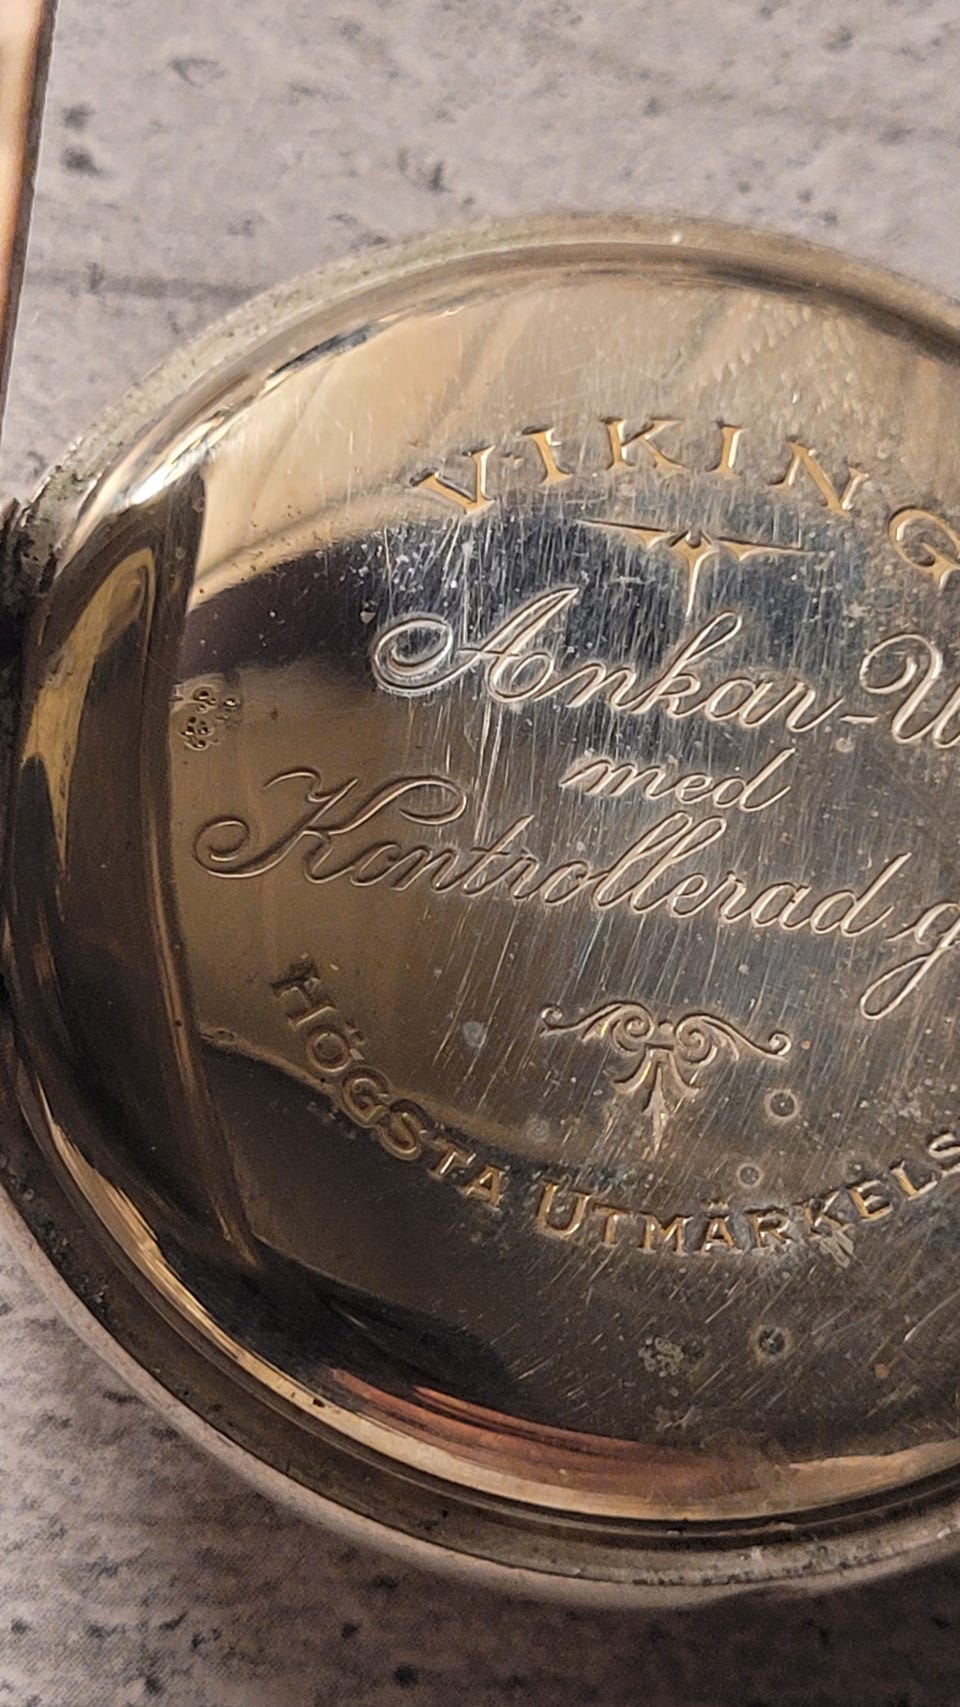 VIKING
Ankar-U
med
Kontrollerad g
HÖGSTA UTMÄRKELS